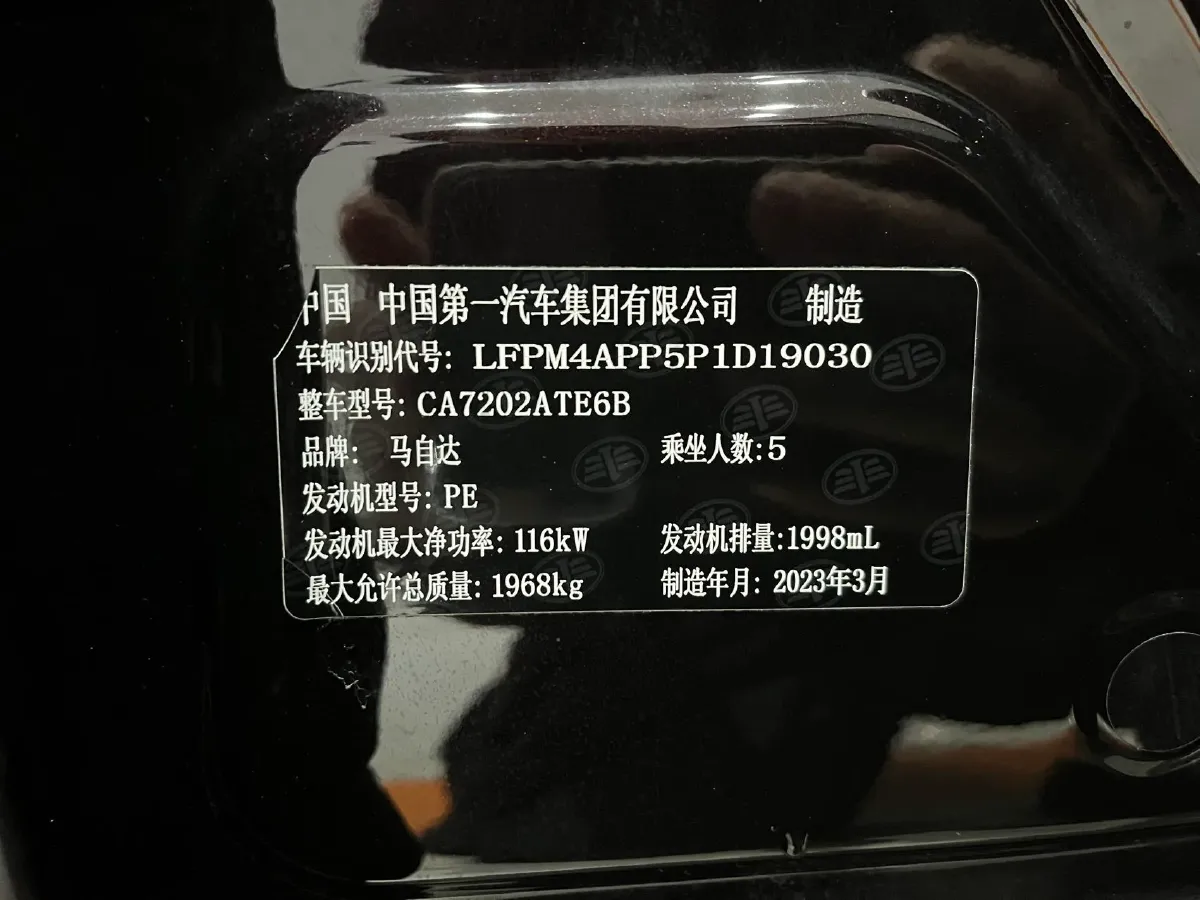 中国 中国第一汽车集团有限公司 制造
车辆识别代号: LFPM4APP5P1D19030
整车型号: CA7202ATE6B
品牌: 马自达 乘坐人数:5
发动机型号: PE
发动机最大净功率: 116kW 发动机排量:1998mL
最大允许总质量: 1968kg 制造年月: 2023年3月